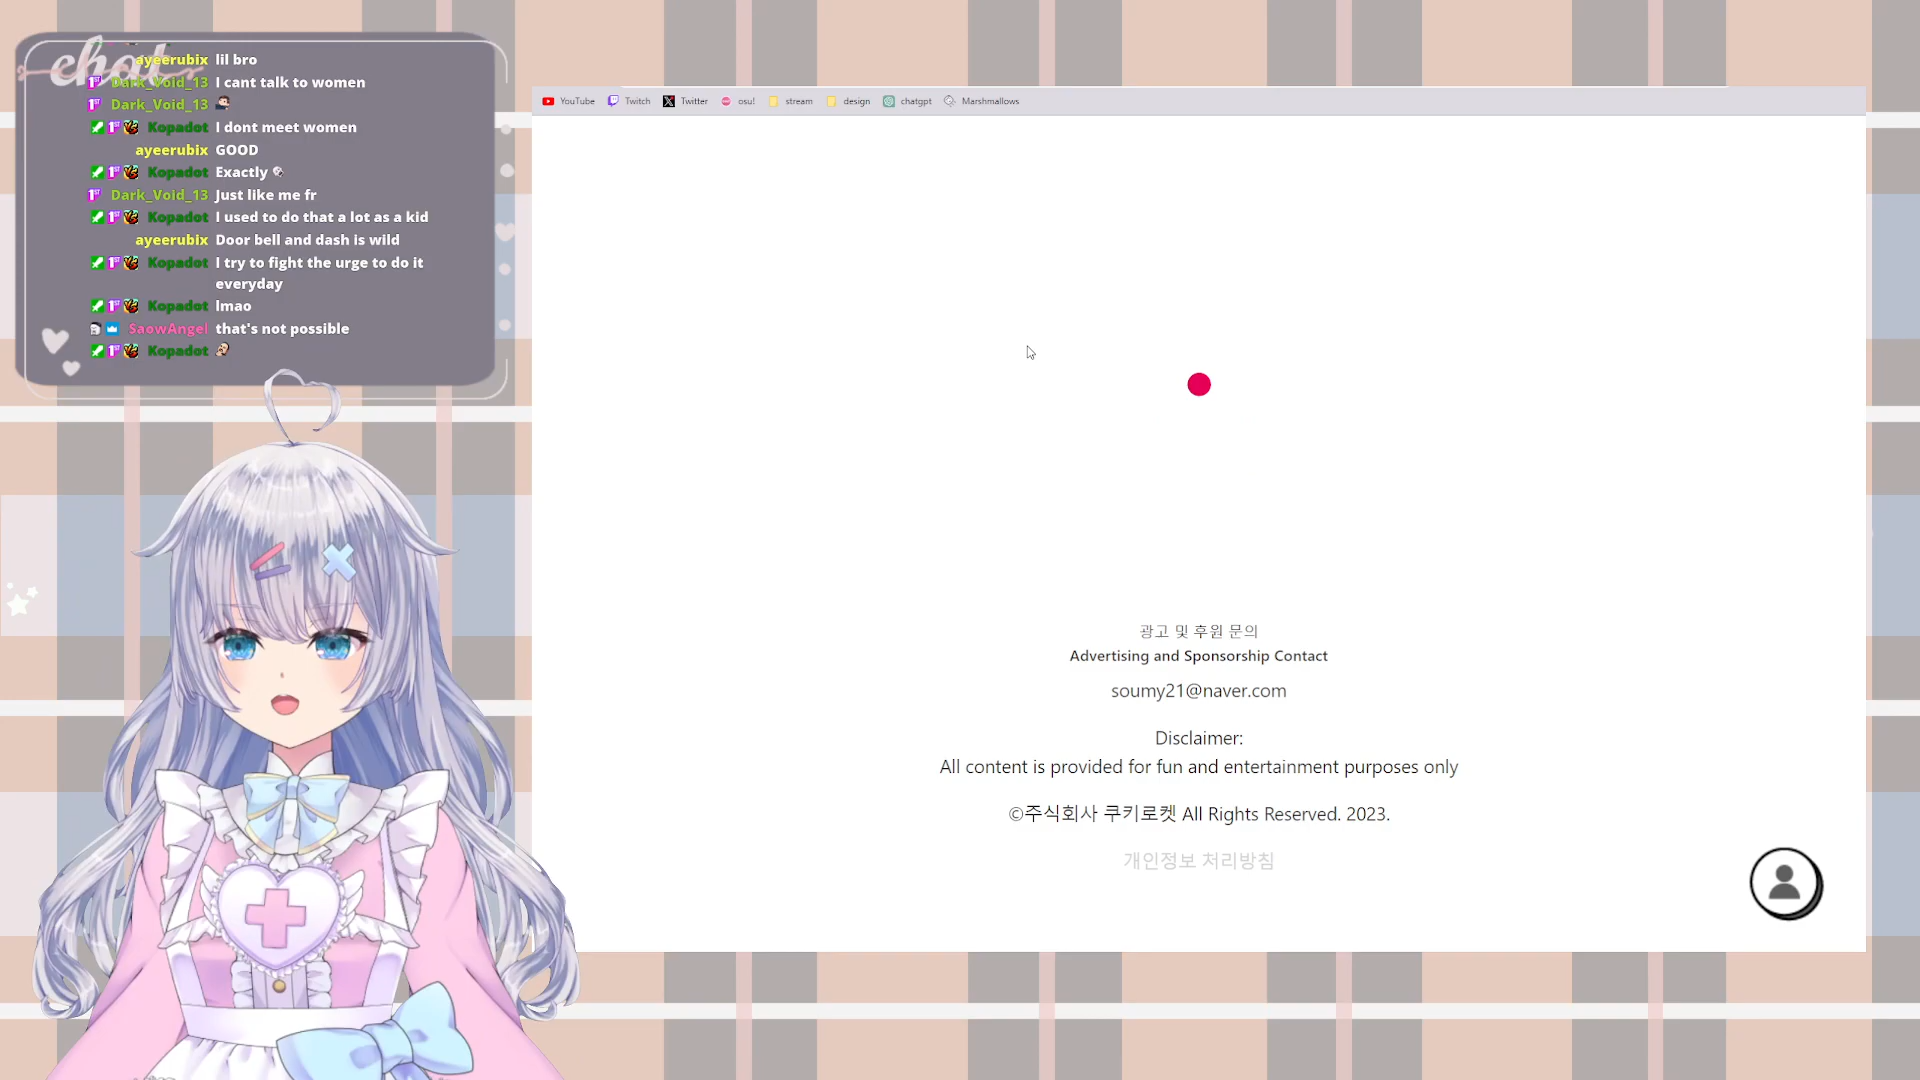 chat
ayeerubix lil bro
Dark_Void_13 I cant talk to women
Dark_Void_13
Kopadot I dont meet women
ayeerubix GOOD
Kopadot Exactly
Dark_Void_13 Just like me fr
Kopadot I used to do that a lot as a kid
ayeerubix Door bell and dash is wild
Kopadot I try to fight the urge to do it
everyday
Kopadot lmao
SaowAngel that's not possible
Kopadot
YouTube Twitch Twitter osu! stream design chatgpt Marshmallows
광고 및 후원 문의
Advertising and Sponsorship Contact
soumy21@naver.com
Disclaimer:
All content is provided for fun and entertainment purposes only
©주식회사 쿠키로켓 All Rights Reserved. 2023.
개인정보 처리방침